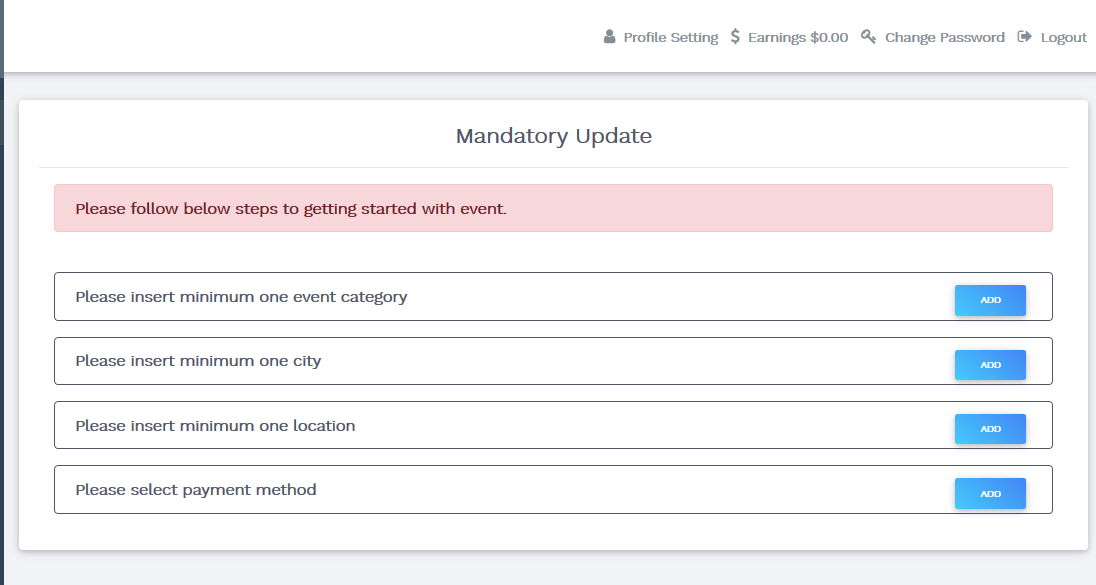 Profile Setting $ Earnings $0.00 Change Password Logout
Mandatory Update
Please follow below steps to getting started with event.
Please insert minimum one event category ADD
Please insert minimum one city ADD
Please insert minimum one location ADD
Please select payment method ADD